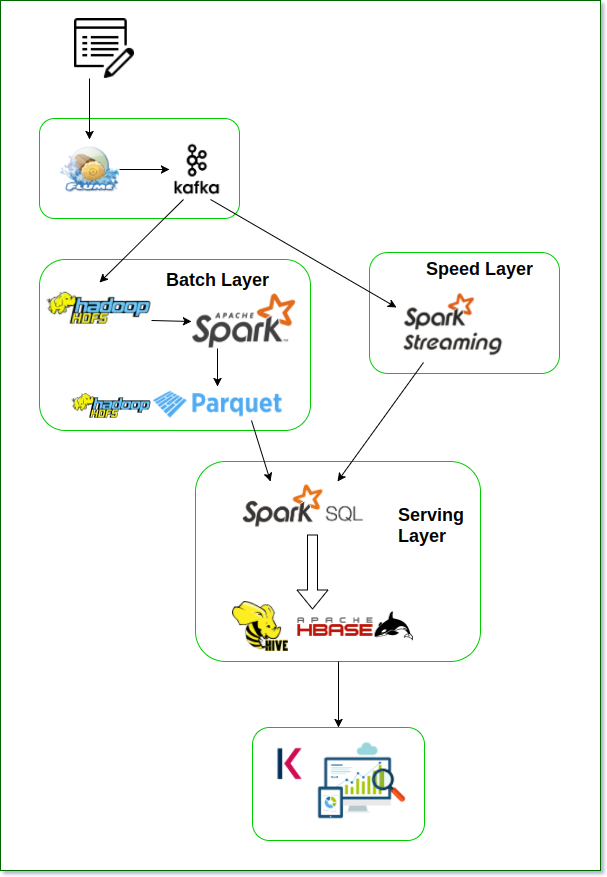 FLUME
kafka
Batch Layer
Speed Layer
hadoop
HDFS
APACHE
Spark
TM
Spark
Streaming
hadoop
HDFS
Parquet
Spark SQL
Serving
Layer
HIVE
APACHE
HBASE
K